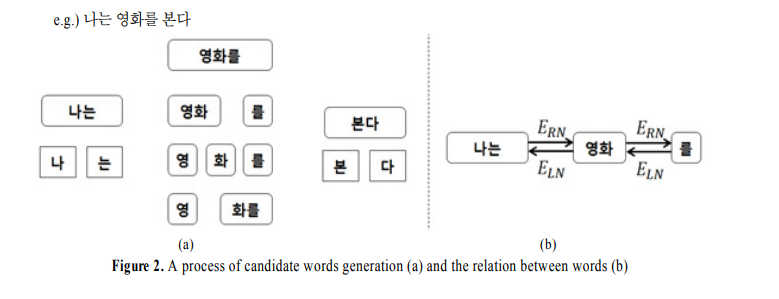 e.g.) 나는 영화를 본다
영화를
나는
영화 를
본다
나 는
영 화 를
본 다
영 화를
(a)
E_RN E_RN
나는 영화 를
E_LN E_LN
(b)
Figure 2. A process of candidate words generation (a) and the relation between words (b)